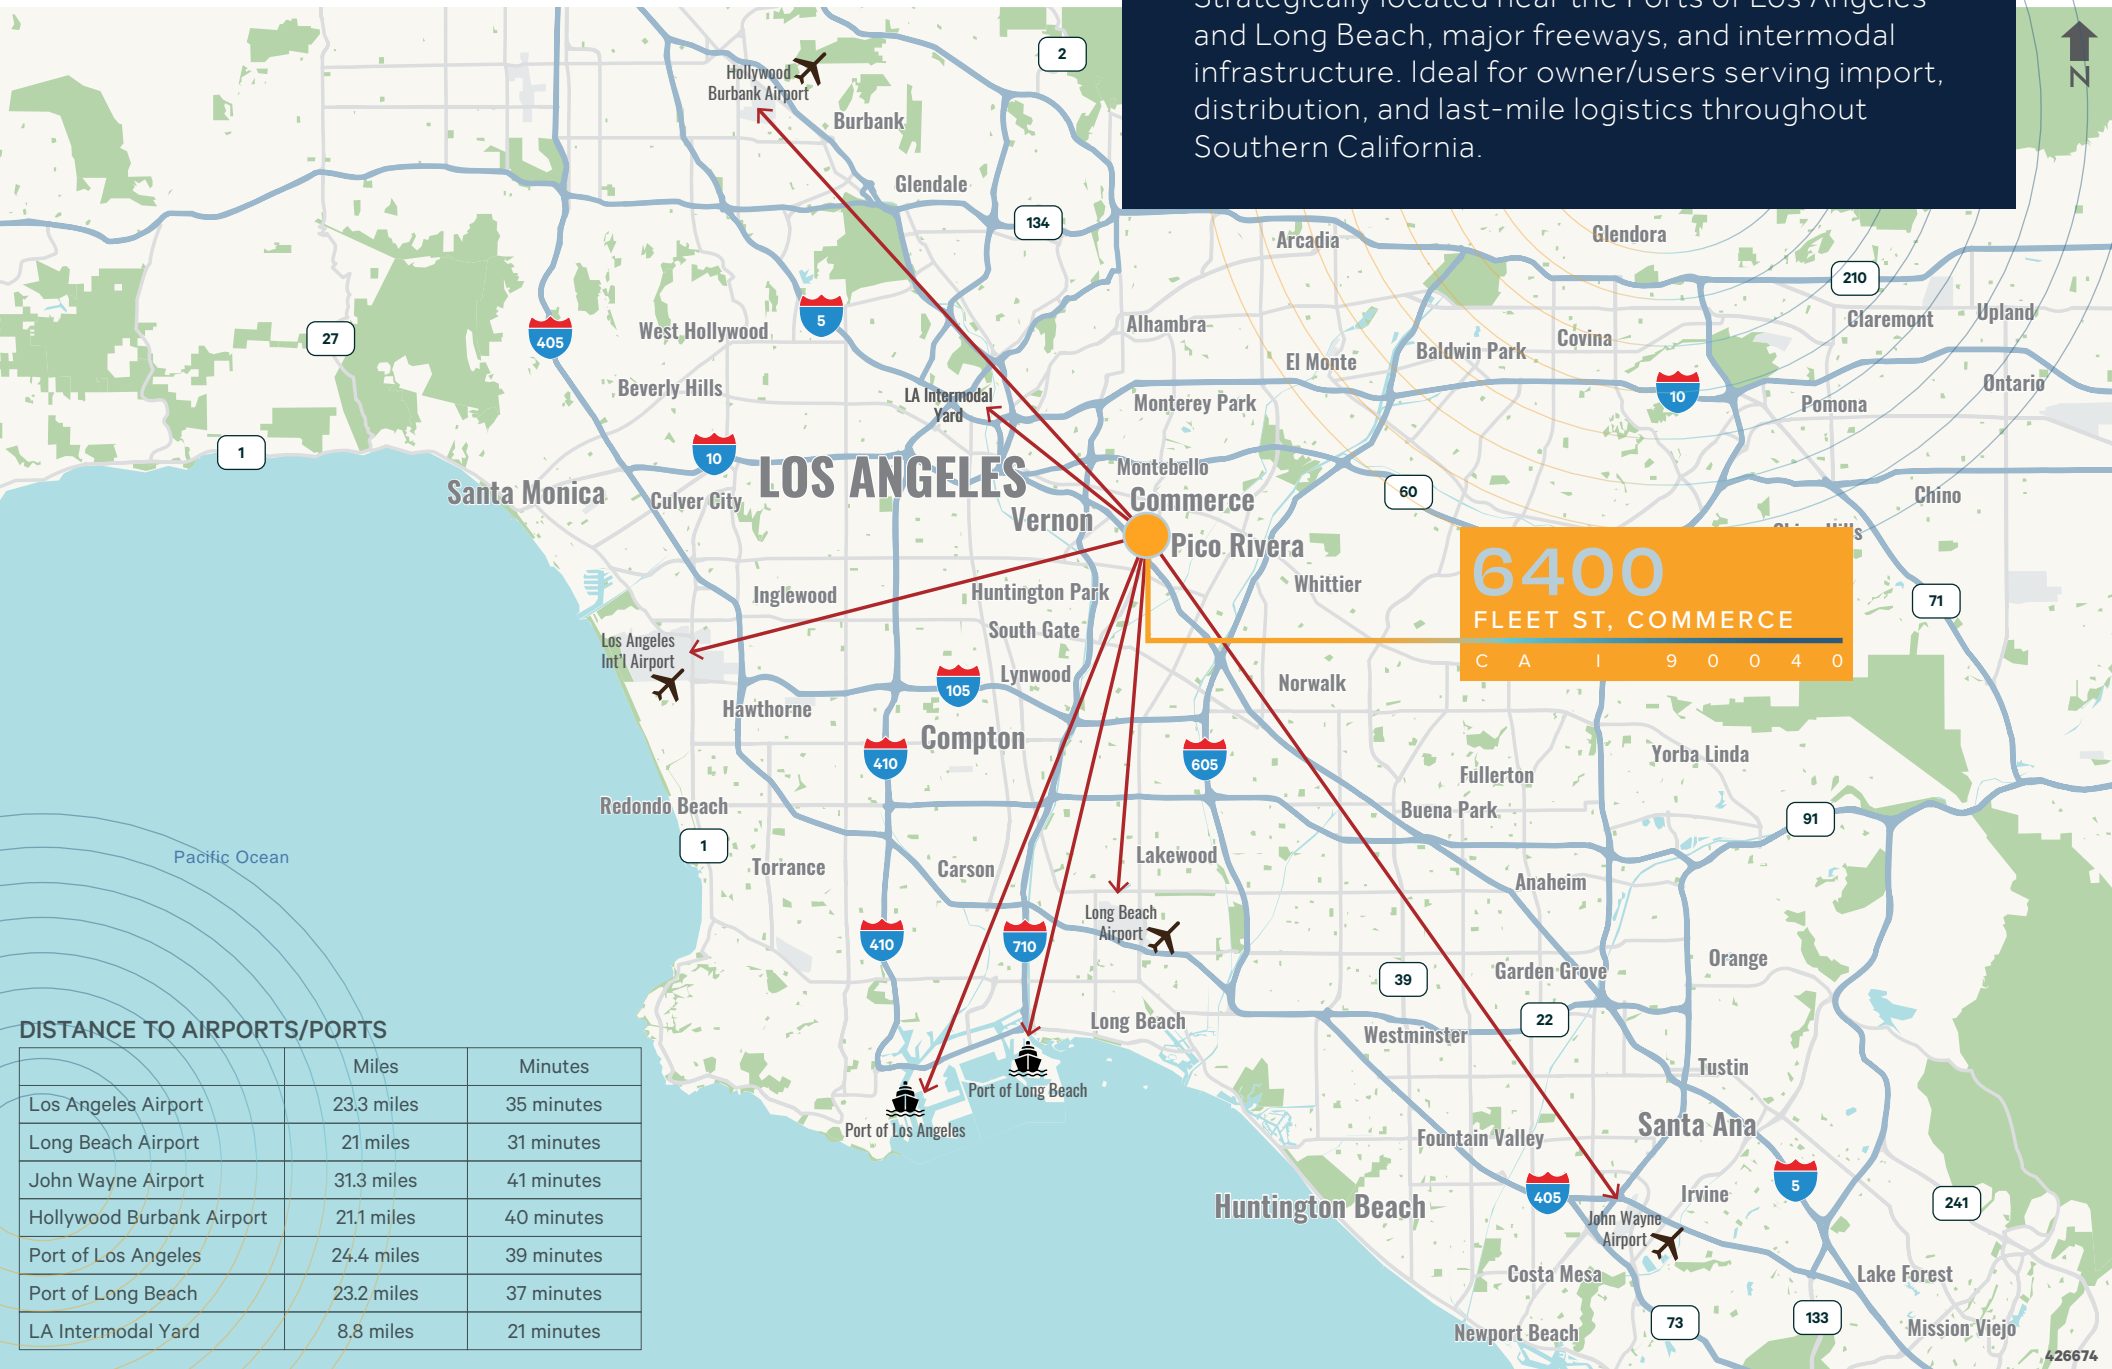 Strategically located near the Ports of Los Angeles
and Long Beach, major freeways, and intermodal
infrastructure. Ideal for owner/users serving import,
distribution, and last-mile logistics throughout
Southern California.
N
2
Hollywood
Burbank Airport
Burbank
Glendale
134
Arcadia
Glendora
210
27
405
West Hollywood
5
Alhambra
El Monte
Baldwin Park
Covina
Claremont
Upland
Beverly Hills
LA Intermodal
Yard
Monterey Park
10
Pomona
Ontario
1
10
LOS ANGELES
Montebello
Santa Monica
Culver City
Vernon
Commerce
60
Chino
Pico Rivera
6400
FLEET ST, COMMERCE
CA | 90040
Inglewood
Huntington Park
Whittier
71
Los Angeles
Int'l Airport
South Gate
Lynwood
105
Norwalk
Hawthorne
Compton
410
605
Yorba Linda
Fullerton
Redondo Beach
Buena Park
91
1
Pacific Ocean
Torrance
Carson
Lakewood
Anaheim
Long Beach
Airport
410
710
39
Garden Grove
Orange
22
Long Beach
Westminster
Tustin
Port of Long Beach
Port of Los Angeles
Santa Ana
Fountain Valley
Huntington Beach
405
Irvine
5
241
John Wayne
Airport
Costa Mesa
Lake Forest
73
133
Newport Beach
Mission Viejo
426674
DISTANCE TO AIRPORTS/PORTS
Miles Minutes
Los Angeles Airport 23.3 miles 35 minutes
Long Beach Airport 21 miles 31 minutes
John Wayne Airport 31.3 miles 41 minutes
Hollywood Burbank Airport 21.1 miles 40 minutes
Port of Los Angeles 24.4 miles 39 minutes
Port of Long Beach 23.2 miles 37 minutes
LA Intermodal Yard 8.8 miles 21 minutes